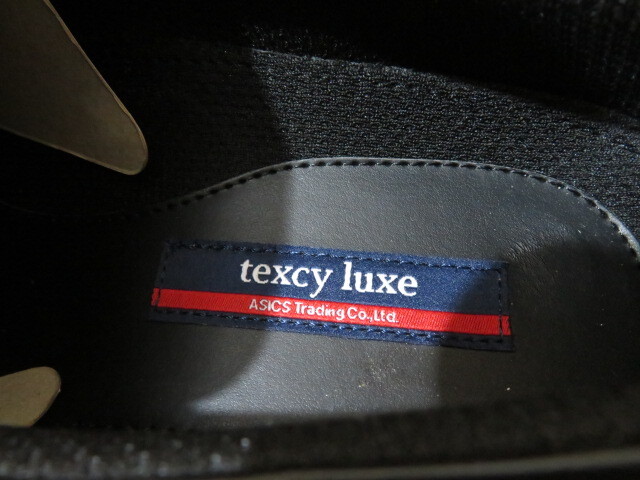 texcy luxe
ASICS Trading Co.,Ltd.